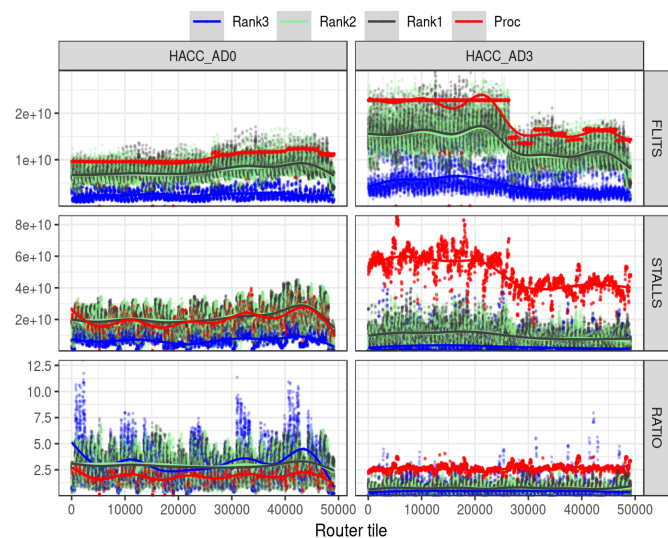 Rank3 Rank2 Rank1 Proc
HACC_AD0 HACC_AD3
2e+10
1e+10
FLITS
8e+10
6e+10
4e+10
2e+10
STALLS
12.5
10.0
7.5
5.0
2.5
RATIO
0 10000 20000 30000 40000 50000 0 10000 20000 30000 40000 50000
Router tile